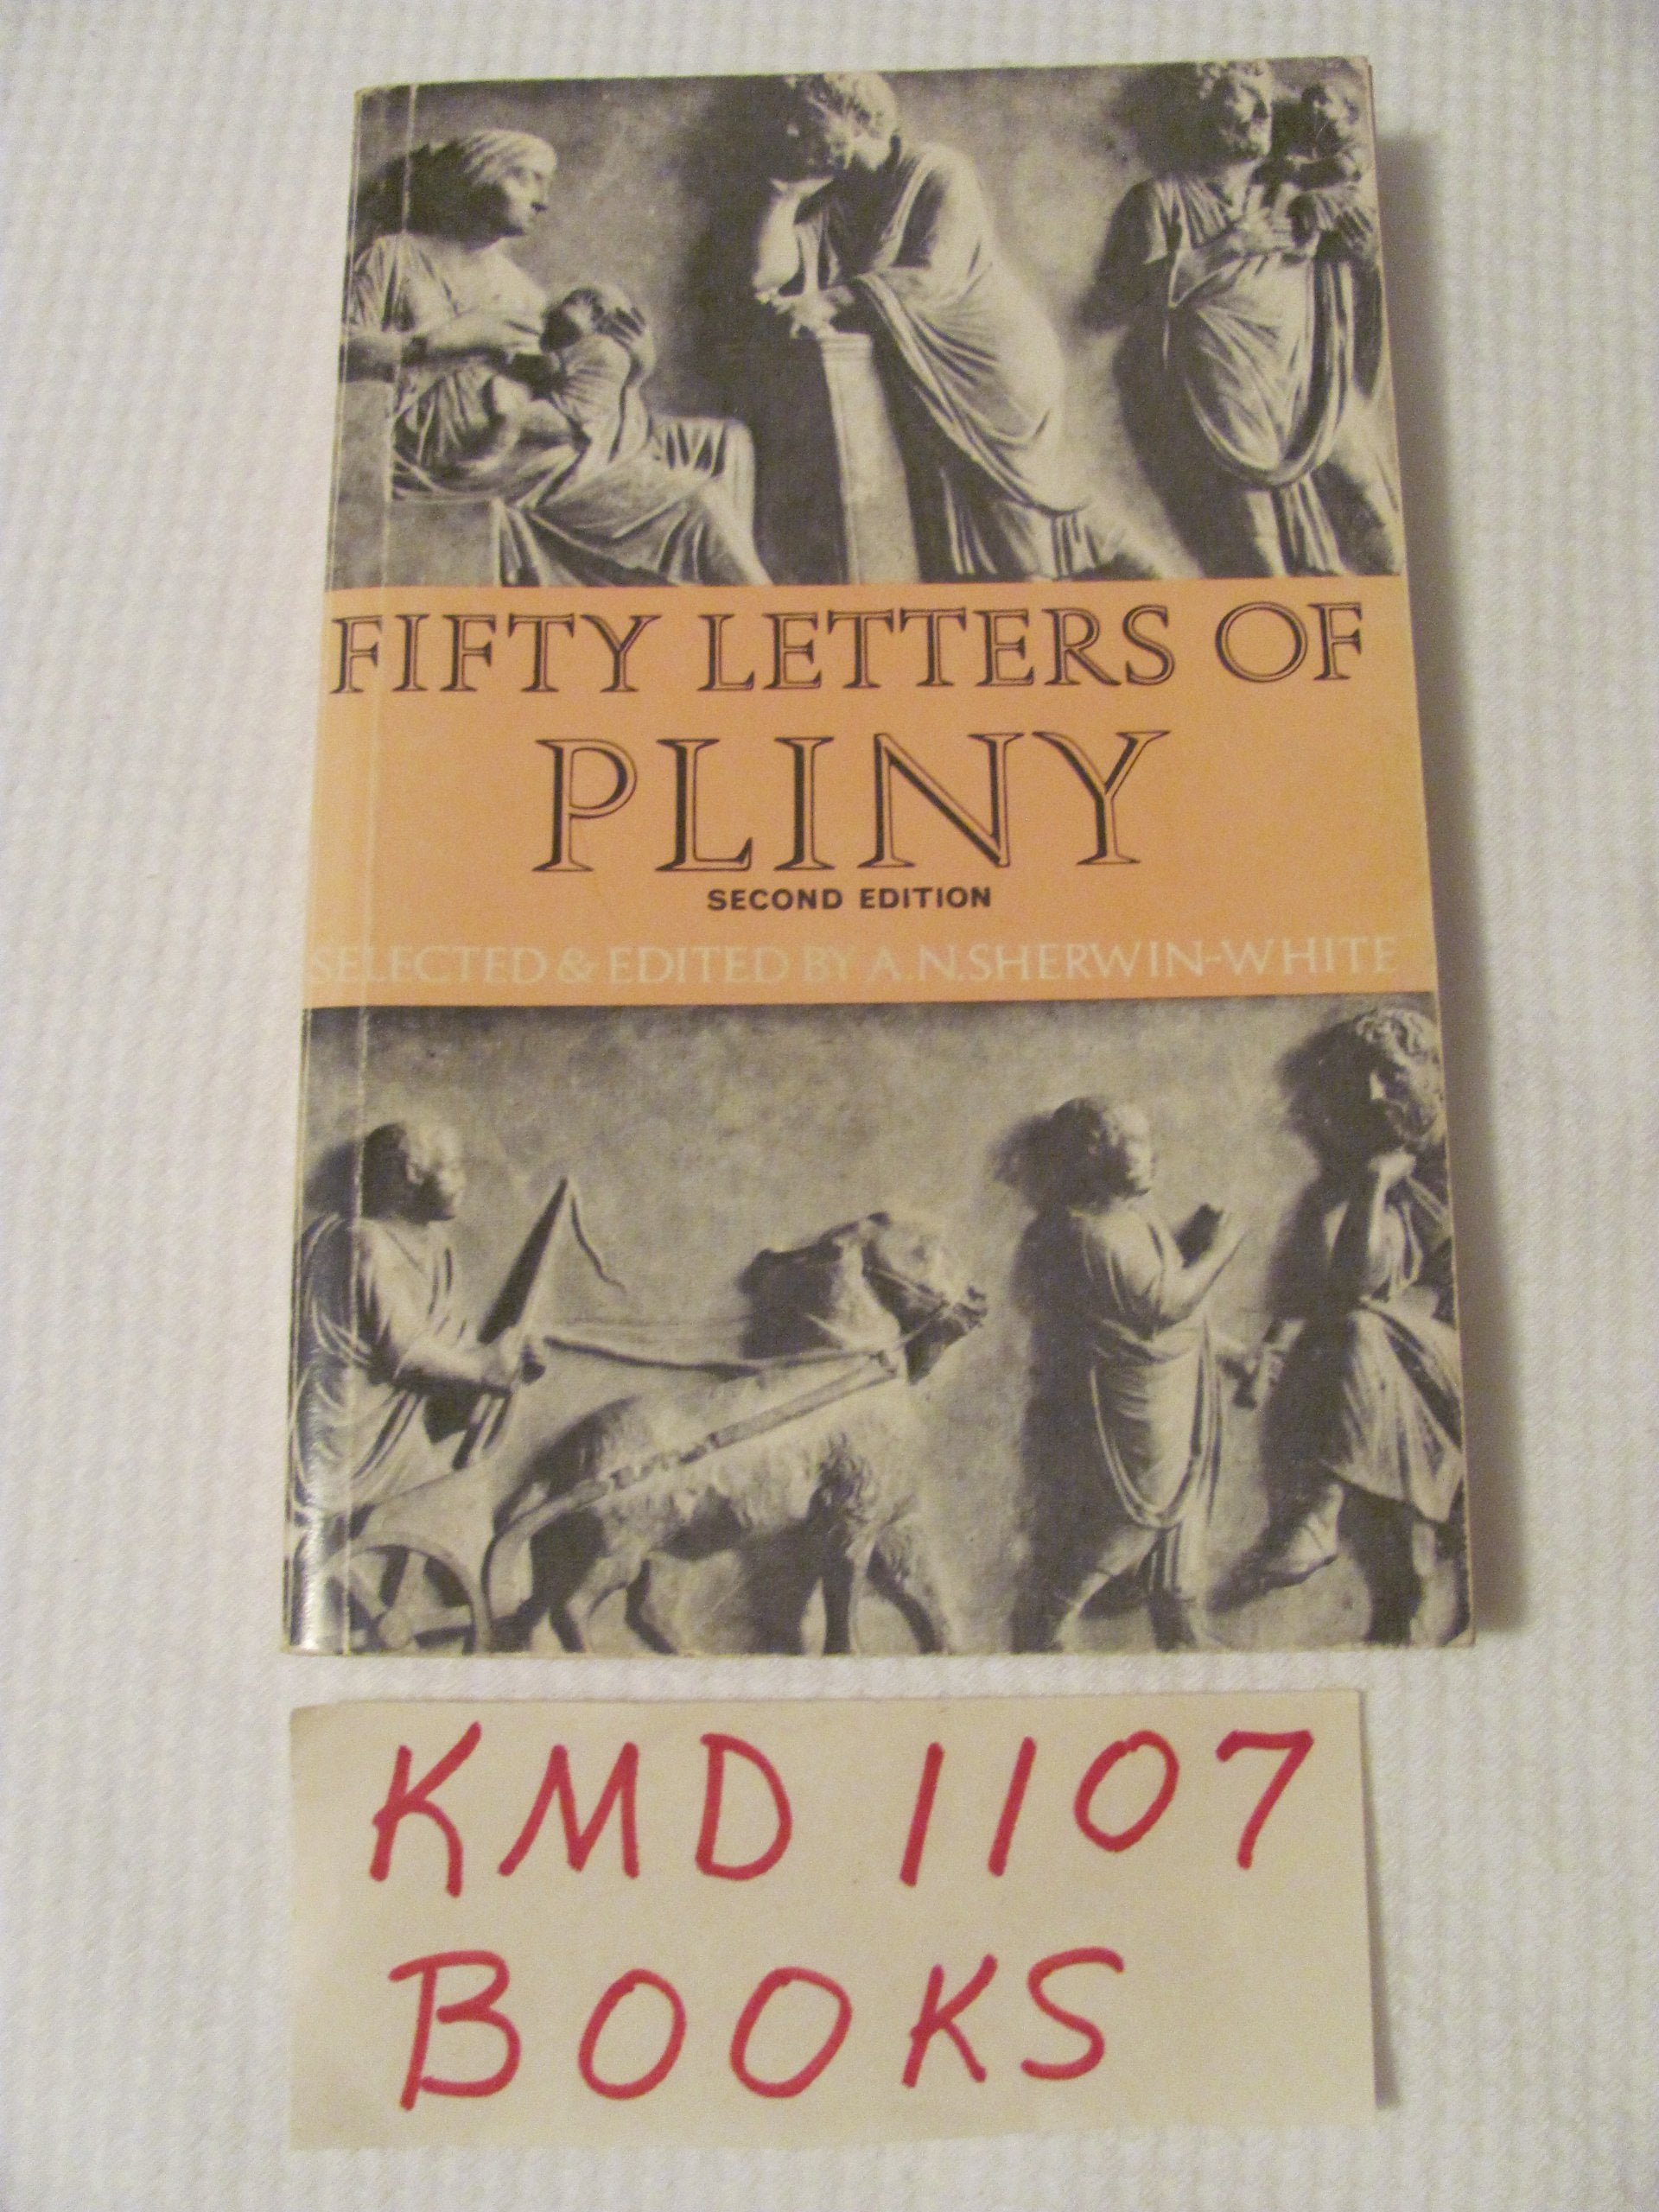 FIFTY LETTERS OF
PLINY
SECOND EDITION
SELECTED & EDITED BY A.N.SHERWIN-WHITE
KMD 1107
BOOKS